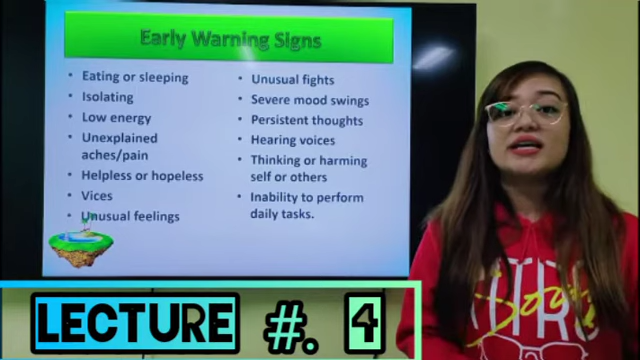 Early Warning Signs
• Eating or sleeping
• Isolating
• Low energy
• Unexplained
aches/pain
• Helpless or hopeless
• Vices
• Unusual feelings
• Unusual fights
• Severe mood swings
• Persistent thoughts
• Hearing voices
• Thinking or harming
self or others
• Inability to perform
daily tasks.
LECTURE #. 4